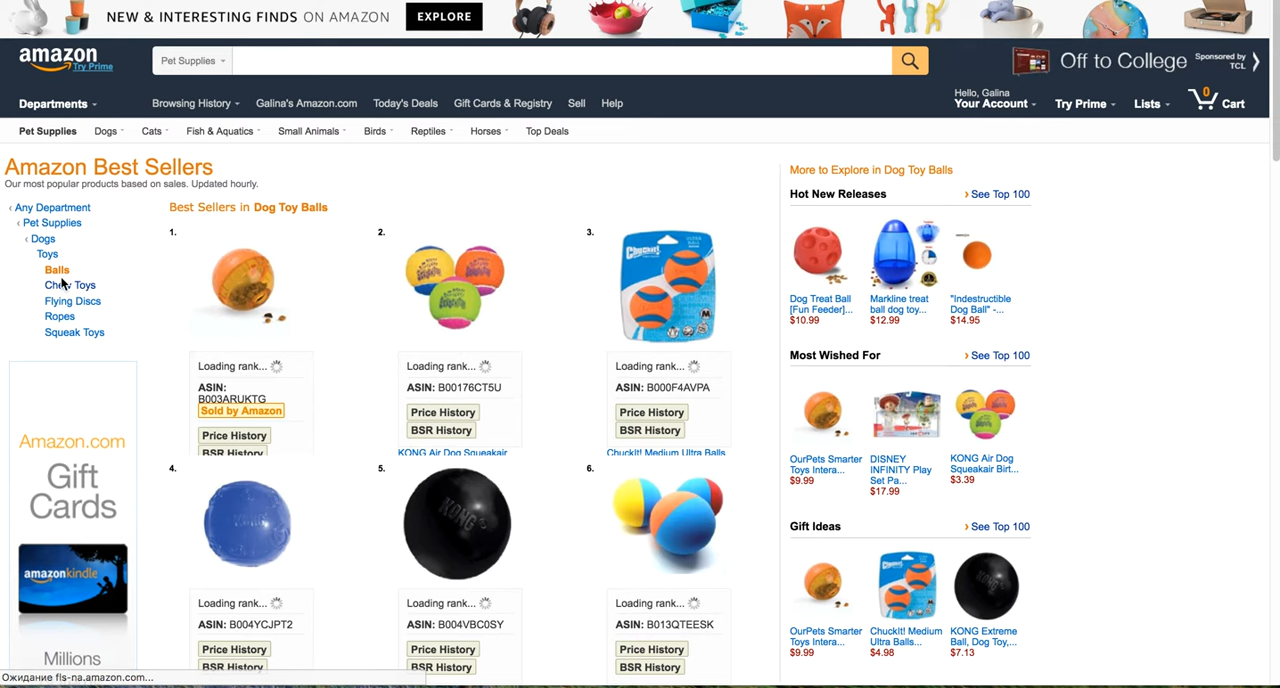 NEW & INTERESTING FINDS ON AMAZON EXPLORE
amazon
Try Prime
Pet Supplies
Off to College
Sponsored by
TCL
Departments
Browsing History
Galina's Amazon.com
Today's Deals
Gift Cards & Registry
Sell
Help
Hello, Galina
Your Account
Try Prime
Lists
0
Cart
Pet Supplies
Dogs
Cats
Fish & Aquatics
Small Animals
Birds
Reptiles
Horses
Top Deals
Amazon Best Sellers
Our most popular products based on sales. Updated hourly.
‹ Any Department
‹ Pet Supplies
‹ Dogs
Toys
Balls
Chew Toys
Flying Discs
Ropes
Squeak Toys
Amazon.com
Gift
Cards
amazonkindle
Millions
Best Sellers in Dog Toy Balls
1.
Loading rank...
ASIN:
B003ARUKTG
Sold by Amazon
Price History
BSR History
2.
Loading rank...
ASIN: B00176CT5U
Price History
BSR History
KONG Air Dog Squeakair
3.
ChuckIt!
Loading rank...
ASIN: B000F4AVPA
Price History
BSR History
ChuckIt! Medium Ultra Balls
4.
Loading rank...
ASIN: B004YCJPT2
Price History
BSR History
5.
KONG
Loading rank...
ASIN: B004VBC0SY
Price History
BSR History
6.
Loading rank...
ASIN: B013QTEESK
Price History
BSR History
More to Explore in Dog Toy Balls
Hot New Releases
› See Top 100
Dog Treat Ball
[Fun Feeder]...
$10.99
Markline treat
ball dog toy...
$12.99
"Indestructible
Dog Ball" -...
$14.95
Most Wished For
› See Top 100
OurPets Smarter
Toys Intera...
$9.99
DISNEY
INFINITY Play
Set Pa...
$17.99
KONG Air Dog
Squeakair Birt...
$3.39
Gift Ideas
› See Top 100
OurPets Smarter
Toys Intera...
$9.99
ChuckIt! Medium
Ultra Balls...
$4.98
KONG Extreme
Ball, Dog Toy,...
$7.13
Ожидание fls-na.amazon.com...